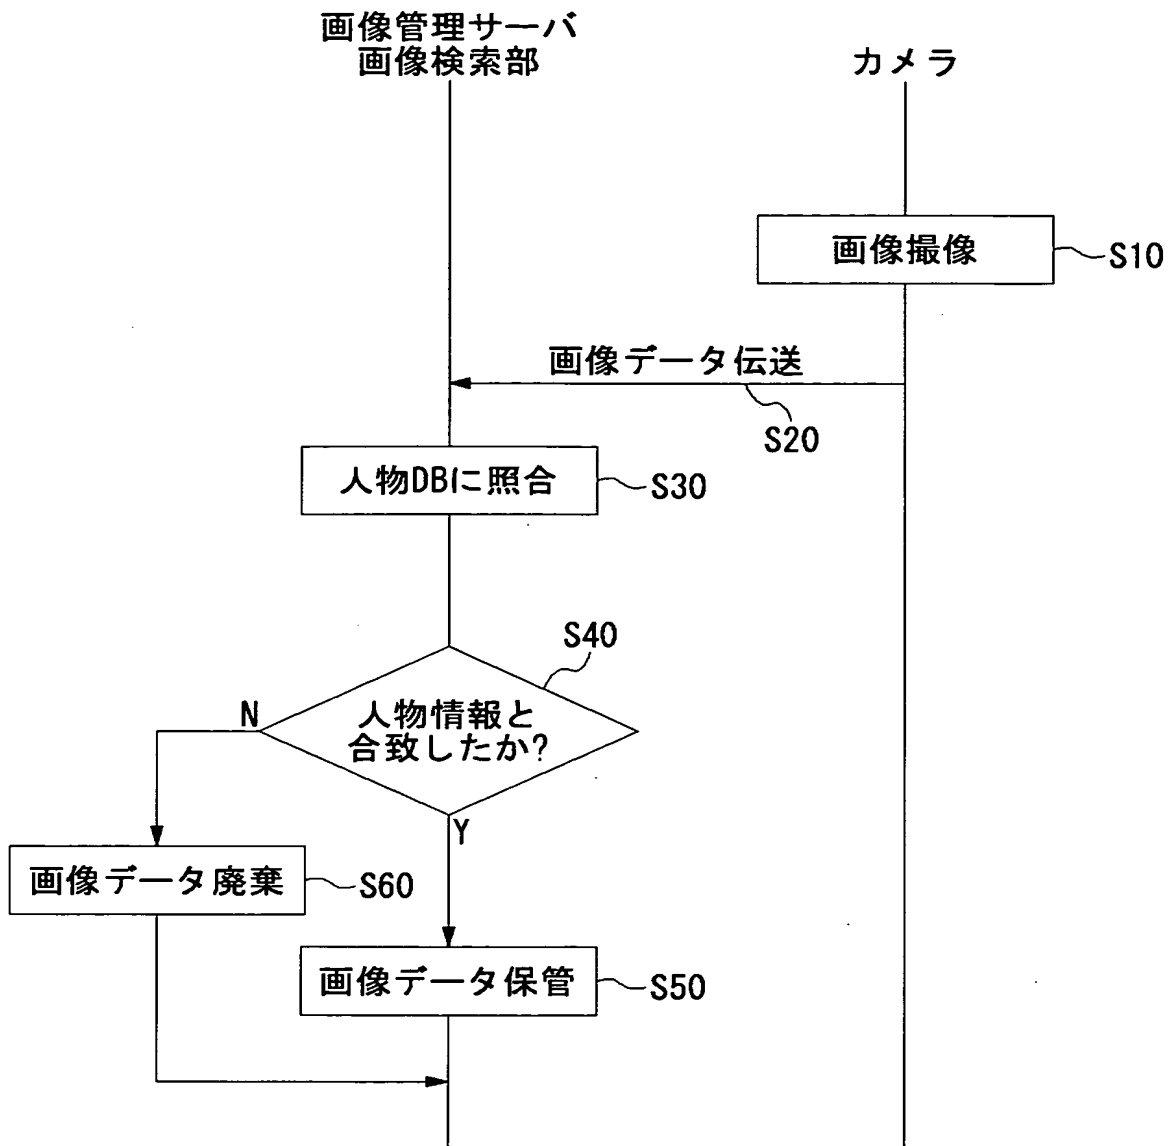 画像管理サーバ
画像検索部
カメラ
画像撮像
S10
画像データ伝送
S20
人物DBに照合
S30
S40
人物情報と
合致したか?
N
Y
画像データ廃棄
S60
画像データ保管
S50